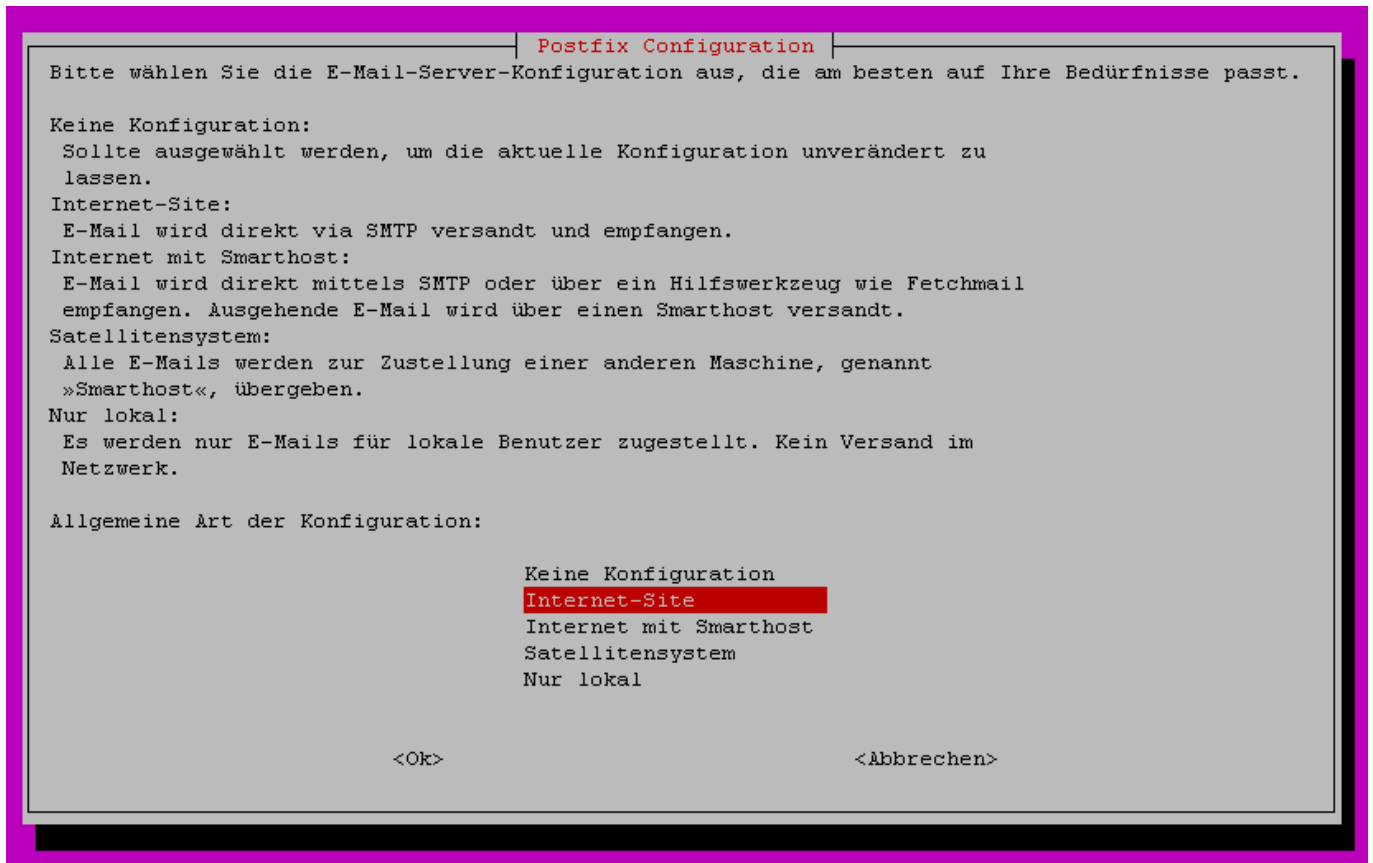 Postfix Configuration
Bitte wählen Sie die E-Mail-Server-Konfiguration aus, die am besten auf Ihre Bedürfnisse passt.
Keine Konfiguration:
Sollte ausgewählt werden, um die aktuelle Konfiguration unverändert zu
lassen.
Internet-Site:
E-Mail wird direkt via SMTP versandt und empfangen.
Internet mit Smarthost:
E-Mail wird direkt mittels SMTP oder über ein Hilfswerkzeug wie Fetchmail
empfangen. Ausgehende E-Mail wird über einen Smarthost versandt.
Satellitensystem:
Alle E-Mails werden zur Zustellung einer anderen Maschine, genannt
»Smarthost«, übergeben.
Nur lokal:
Es werden nur E-Mails für lokale Benutzer zugestellt. Kein Versand im
Netzwerk.
Allgemeine Art der Konfiguration:
Keine Konfiguration
Internet-Site
Internet mit Smarthost
Satellitensystem
Nur lokal
<Ok> <Abbrechen>